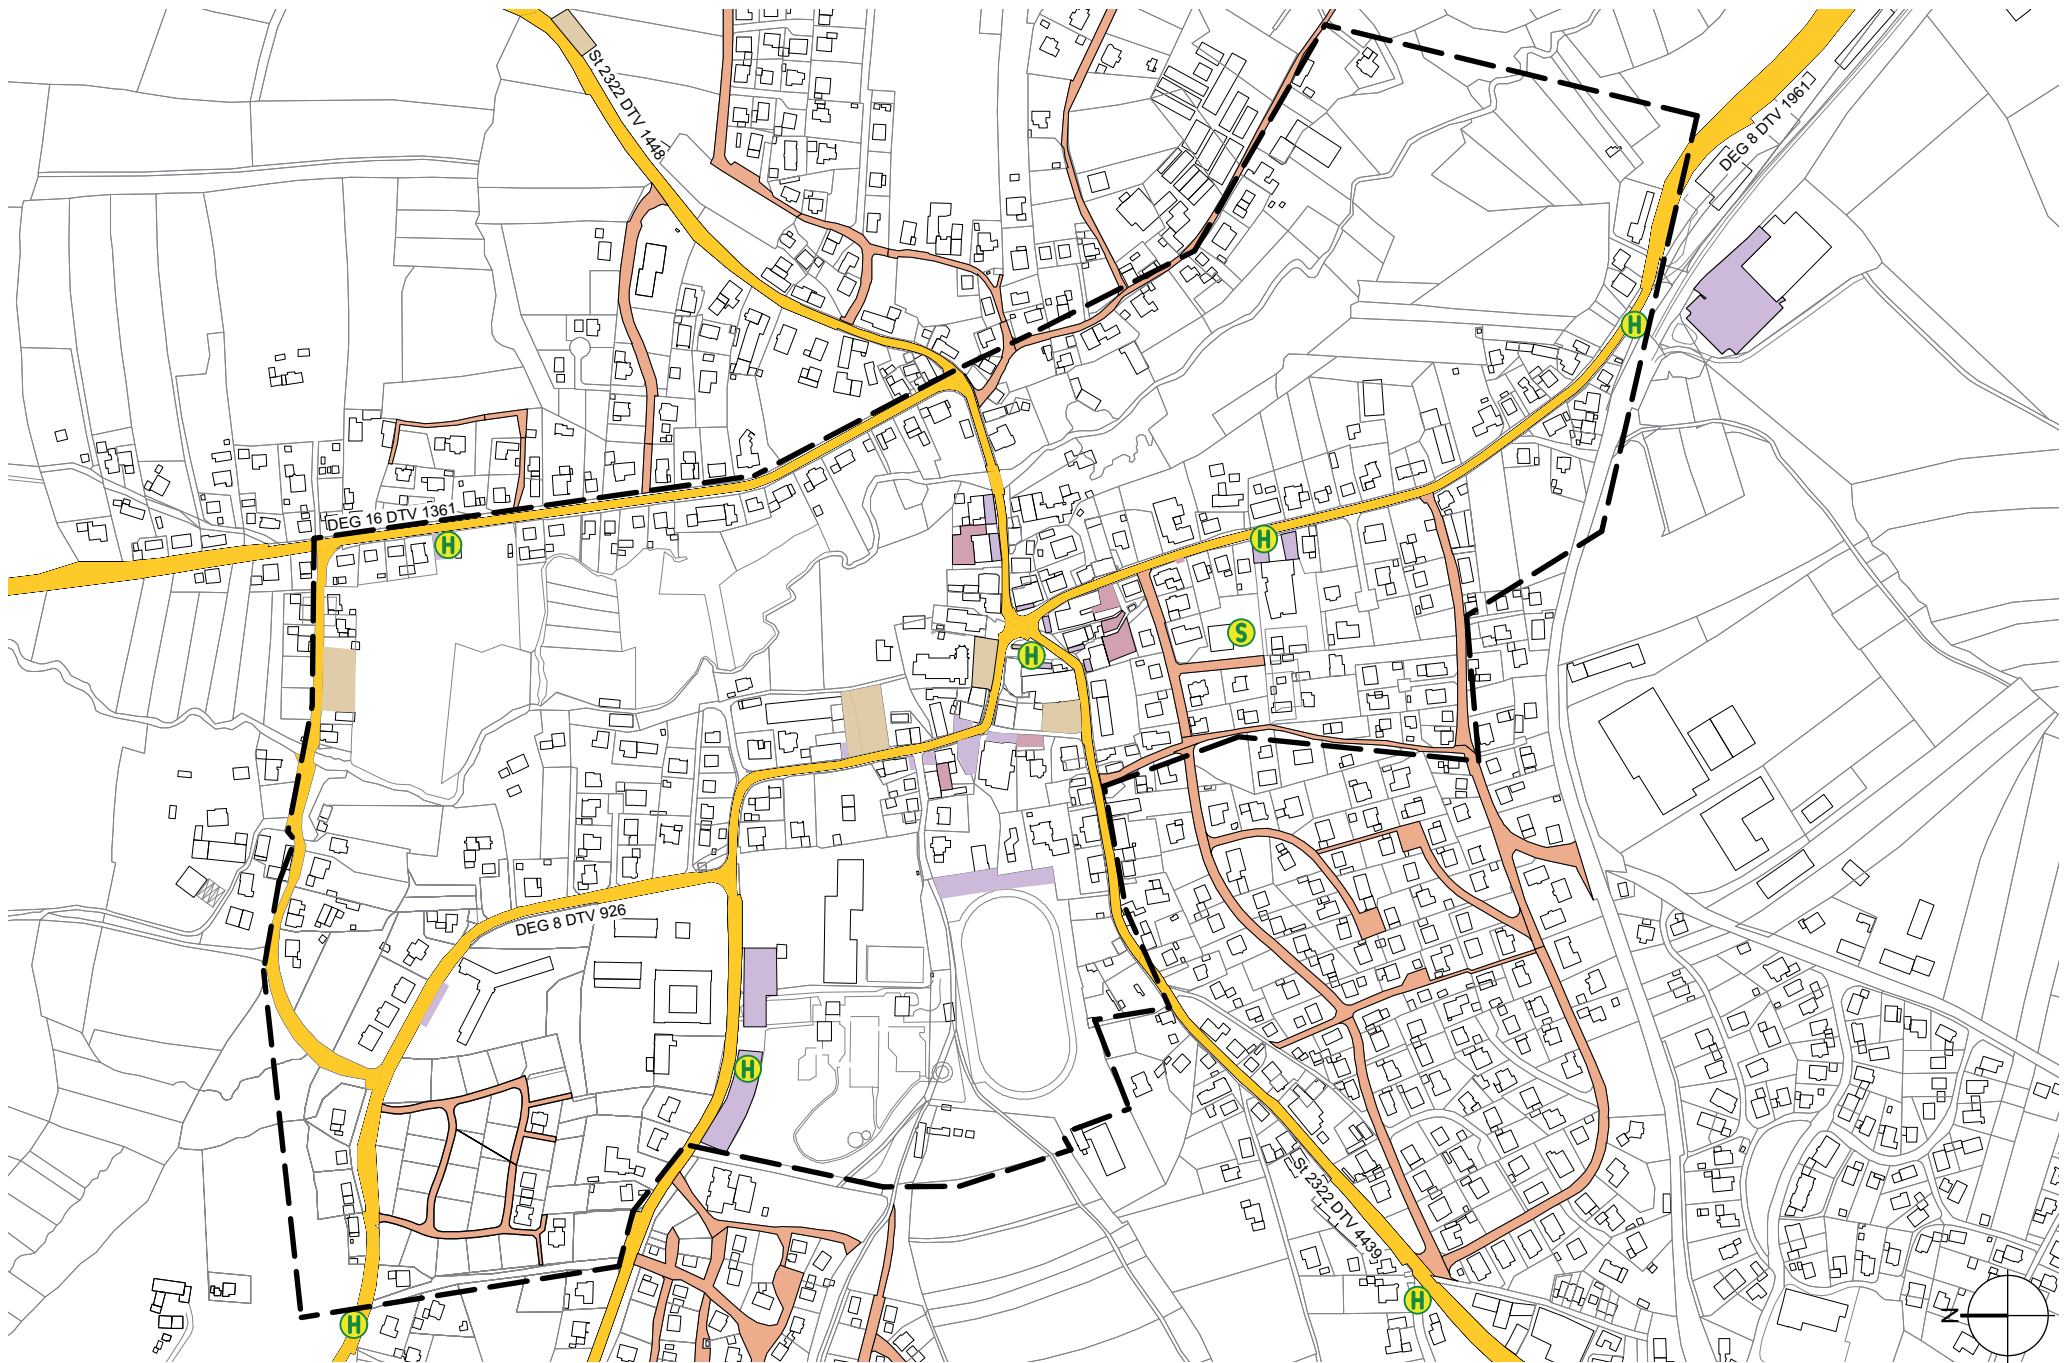 St 2322 DTV 1448
DEG 8 DTV 1961
H
DEG 16 DTV 1361
H
H
S
H
DEG 8 DTV 926
H
St 2322 DTV 4439
H
H
N